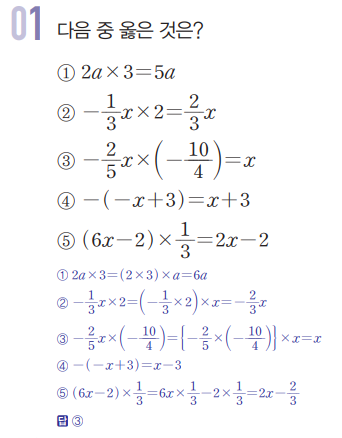 01 다음 중 옳은 것은?
① 2a×3=5a
② −1/3x×2=2/3x
③ −2/5x×(−10/4)=x
④ −(−x+3)=x+3
⑤ (6x−2)×1/3=2x−2
① 2a×3=(2×3)×a=6a
② −1/3x×2=(−1/3×2)×x=−2/3x
③ −2/5x×(−10/4)={−2/5×(−10/4)}×x=x
④ −(−x+3)=x−3
⑤ (6x−2)×1/3=6x×1/3−2×1/3=2x−2/3
답 ③